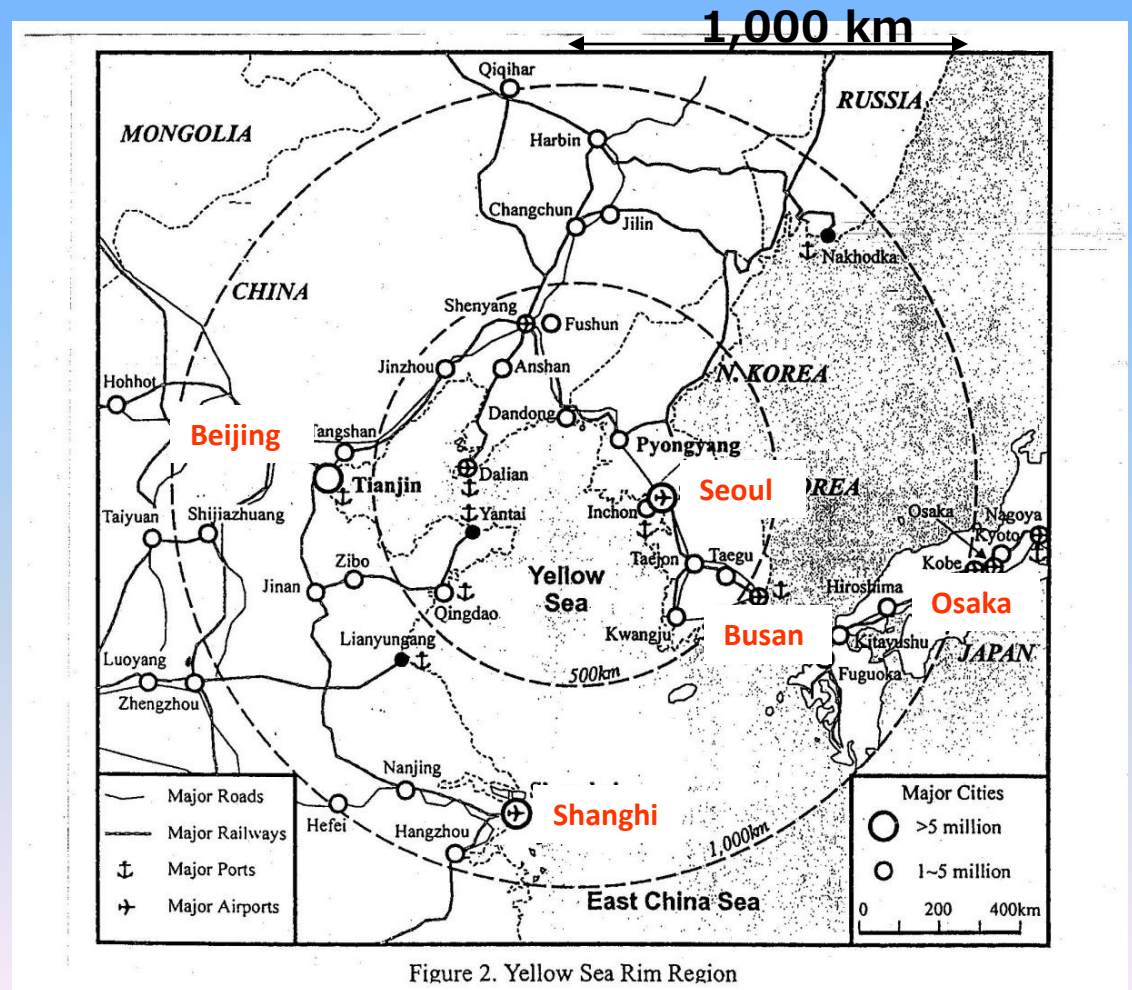 1,000 km
Qiqihar
RUSSIA
MONGOLIA
Harbin
Changchun
Jilin
Nakhodka
CHINA
Shenyang
Fushun
Jinzhou
Anshan
N. KOREA
Hohhot
Dandong
Beijing
Tangshan
Pyongyang
Tianjin
Dalian
Seoul
OREA
Yantai
Inchon
Osaka
Nagoya
Taiyuan
Shijiazhuang
Kyoto
Taejon
Taegu
Kobe
Zibo
Yellow
Sea
Hiroshima
Jinan
Qingdao
Osaka
Kwangju
Busan
Kitayushu
Lianyungang
JAPAN
Luoyang
500km
Fuguoka
Zhengzhou
Nanjing
Hefei
Shanghi
Hangzhou
1,000km
East China Sea
Major Roads
Major Railways
Major Ports
Major Airports
Major Cities
>5 million
1~5 million
0 200 400km
Figure 2. Yellow Sea Rim Region